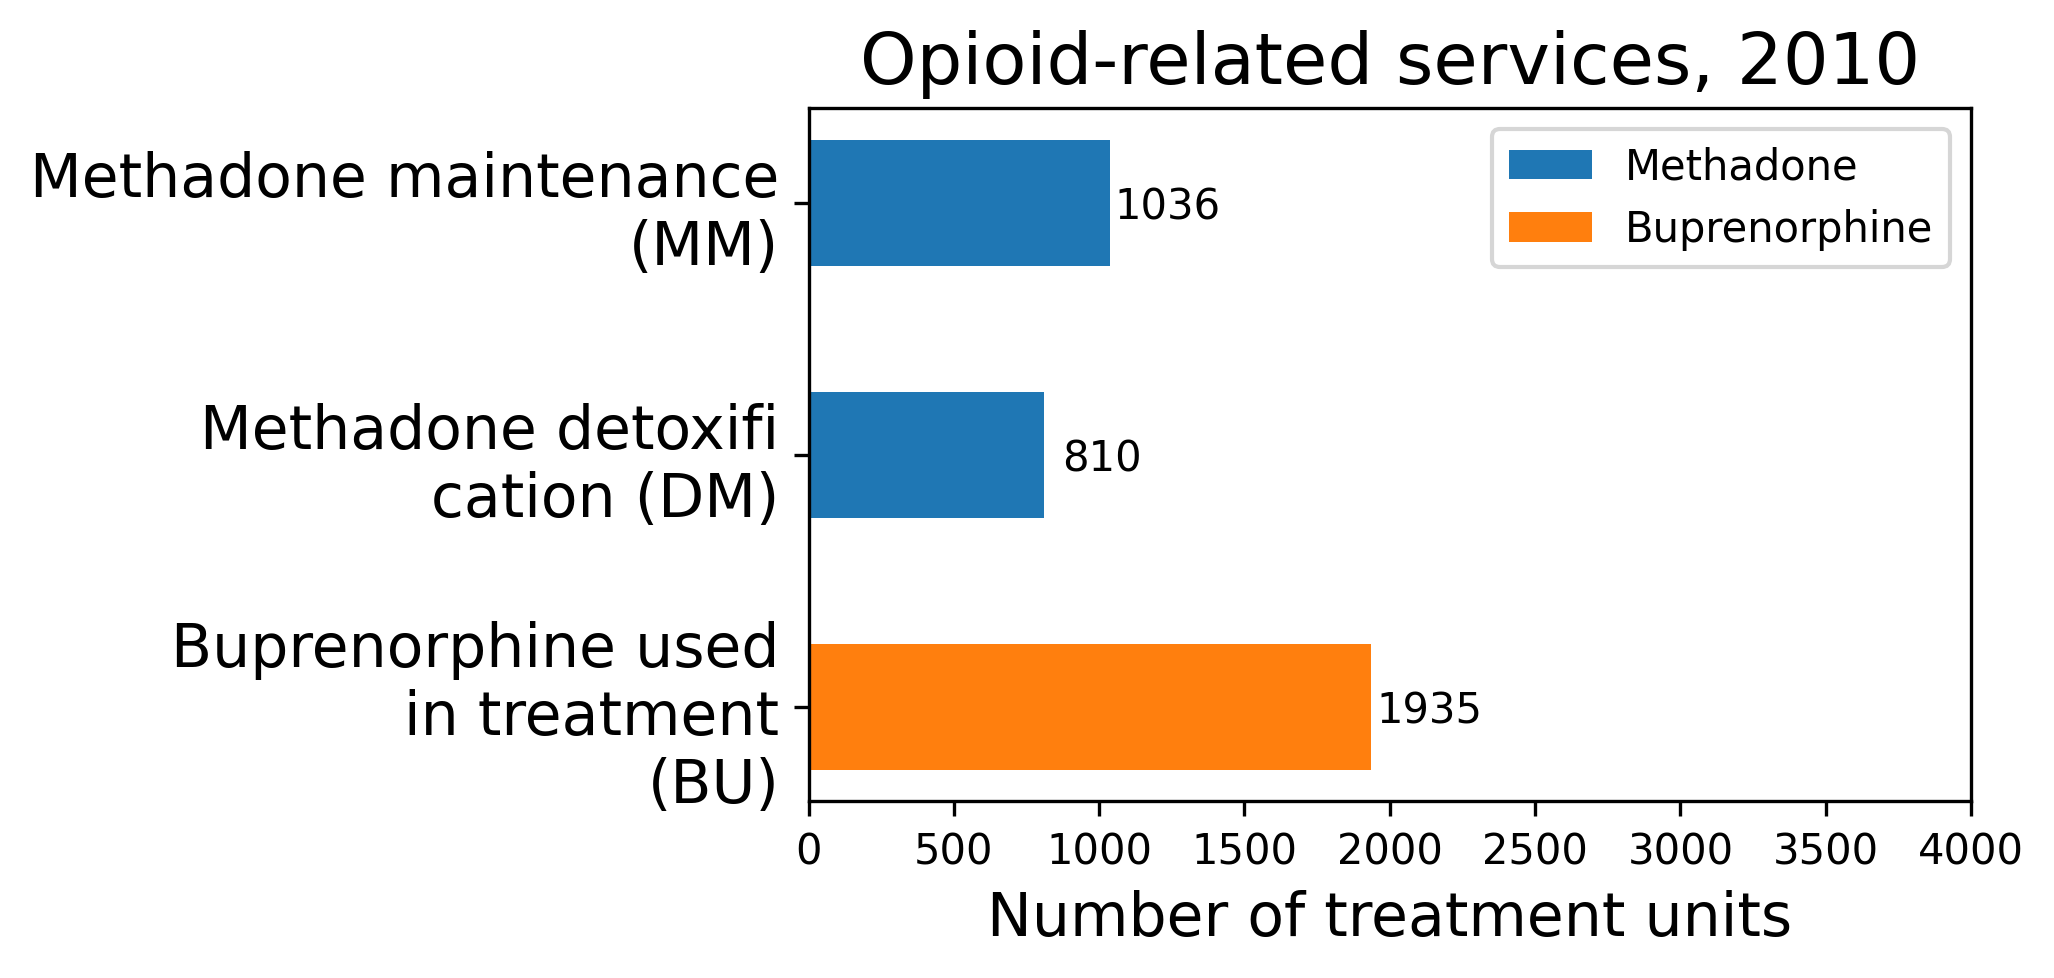 Opioid-related services, 2010
Methadone maintenance
(MM)
1036
Methadone
Buprenorphine
Methadone detoxifi
cation (DM)
810
Buprenorphine used
in treatment
(BU)
1935
0 500 1000 1500 2000 2500 3000 3500 4000
Number of treatment units